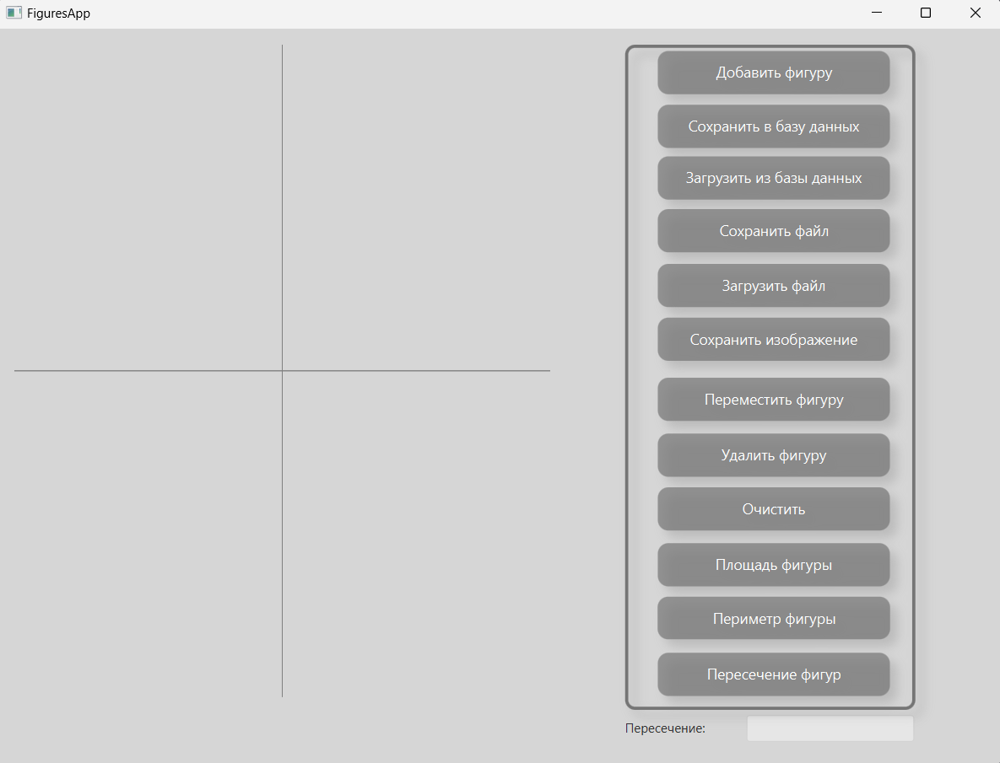 FiguresApp
Добавить фигуру
Сохранить в базу данных
Загрузить из базы данных
Сохранить файл
Загрузить файл
Сохранить изображение
Переместить фигуру
Удалить фигуру
Очистить
Площадь фигуры
Периметр фигуры
Пересечение фигур
Пересечение: